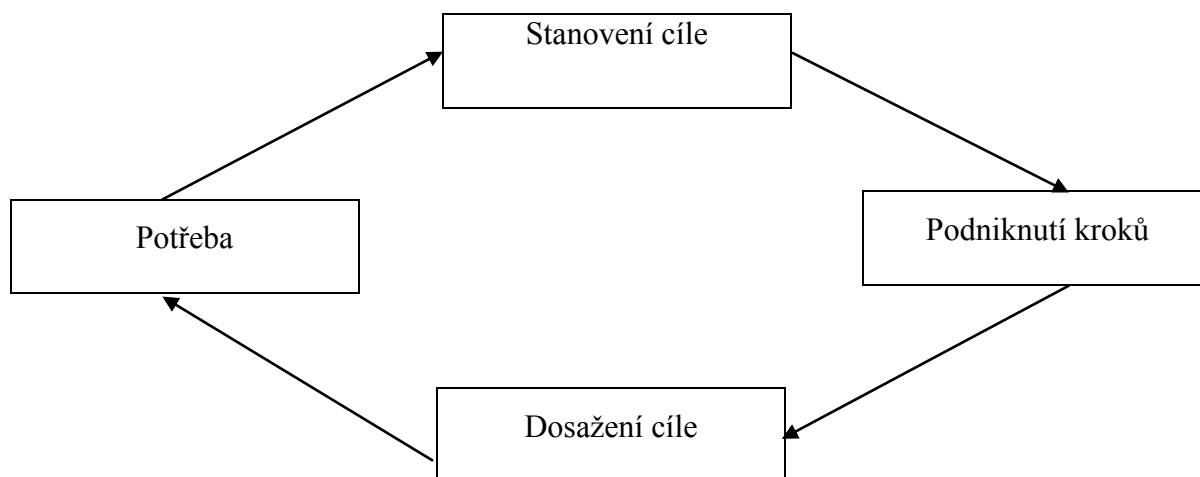 Stanovení cíle
Potřeba
Podniknutí kroků
Dosažení cíle